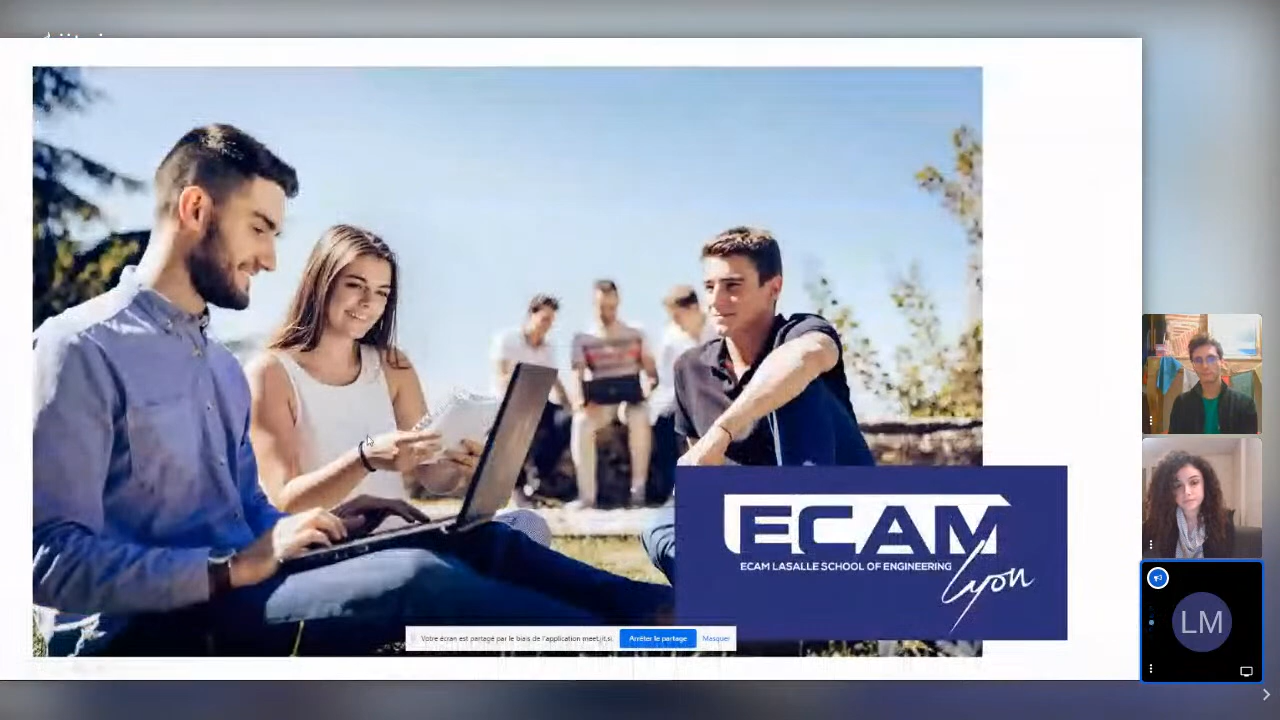 ECAM
ECAM LASALLE SCHOOL OF ENGINEERING
Lyon
Votre écran est partagé par le biais de l'application meet.jit.si. Arrêter le partage Masquer
LM